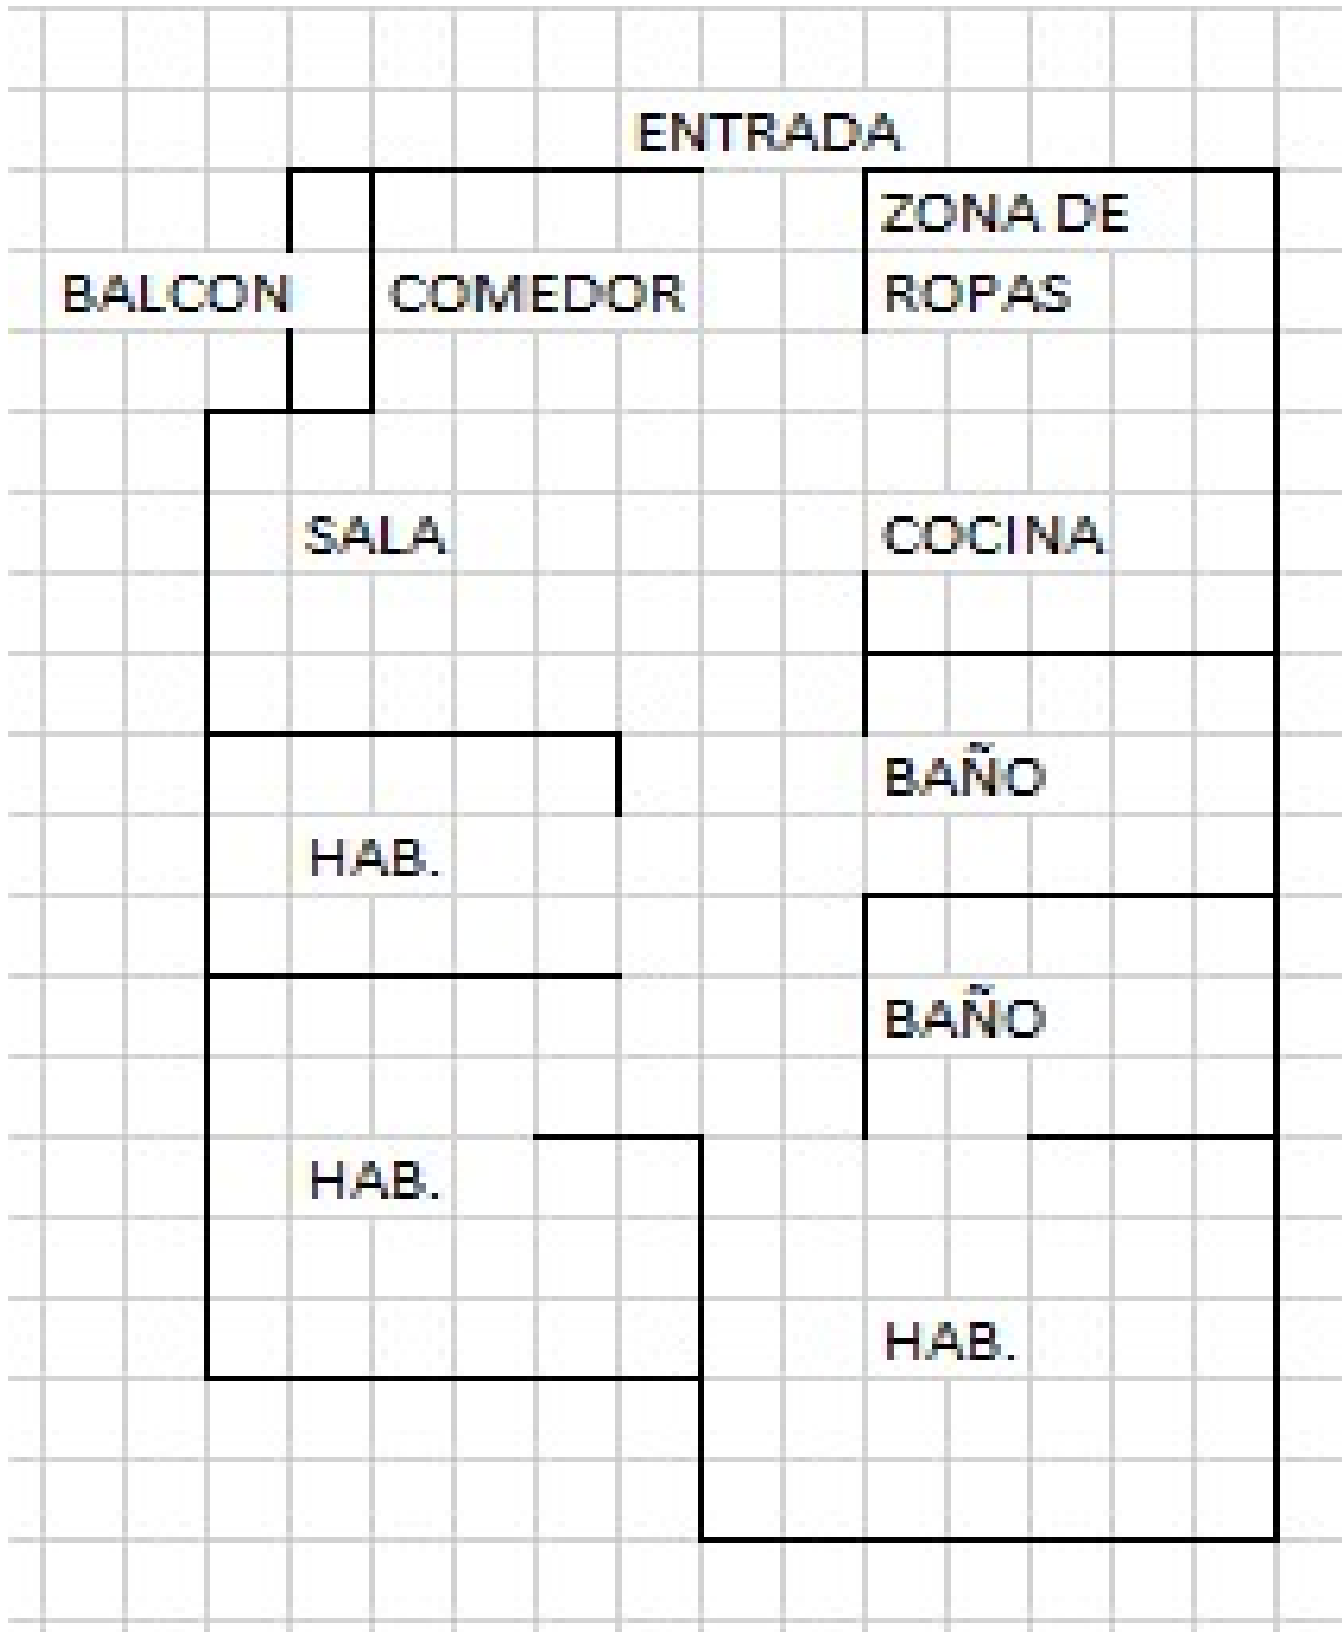 ENTRADA
ZONA DE
ROPAS
BALCON
COMEDOR
SALA
COCINA
BAÑO
HAB.
BAÑO
HAB.
HAB.